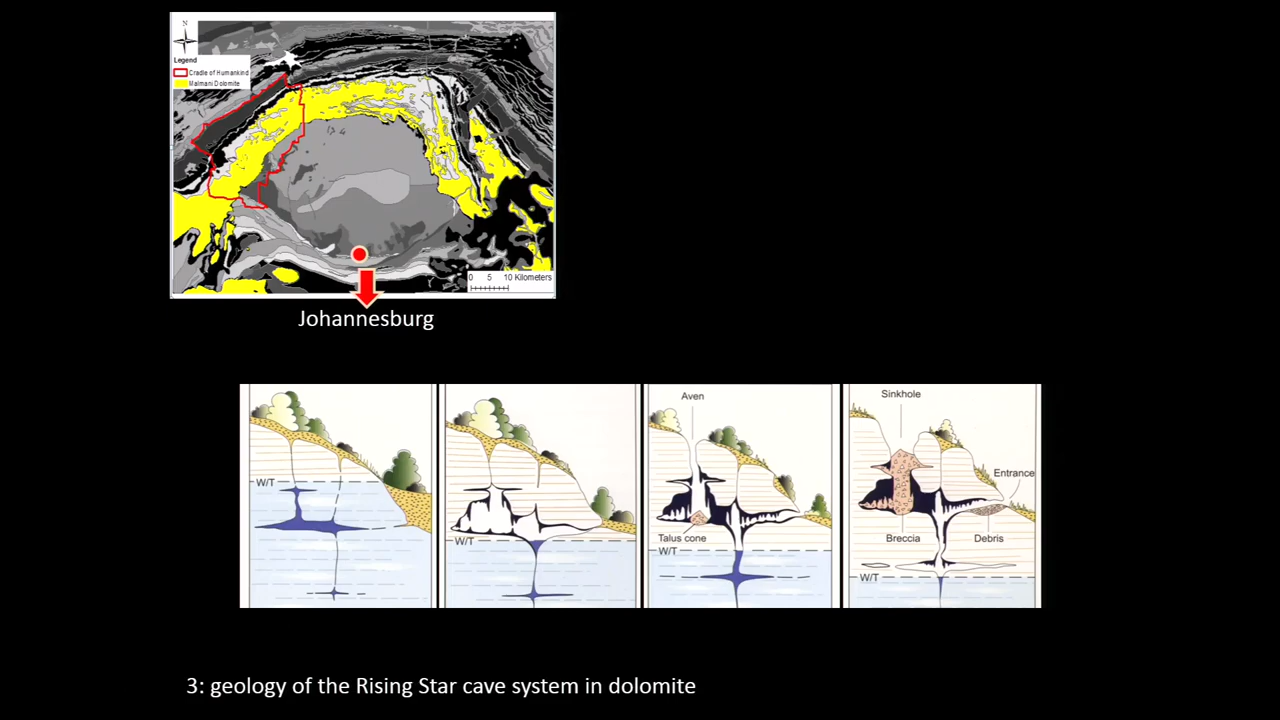 N
Legend
Cradle of Humankind
Malmani Dolomite
0 5 10 Kilometers
Johannesburg
W/T
W/T
Aven
Talus cone
W/T
Sinkhole
Entrance
Breccia
Debris
W/T
3: geology of the Rising Star cave system in dolomite